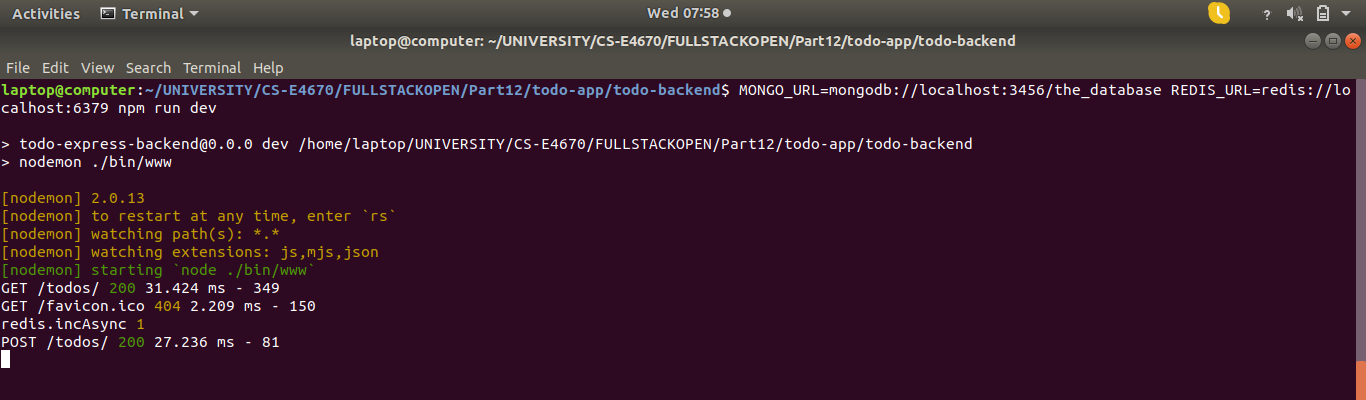 Activities Terminal Wed 07:58
laptop@computer: ~/UNIVERSITY/CS-E4670/FULLSTACKOPEN/Part12/todo-app/todo-backend
File Edit View Search Terminal Help
laptop@computer:~/UNIVERSITY/CS-E4670/FULLSTACKOPEN/Part12/todo-app/todo-backend$ MONGO_URL=mongodb://localhost:3456/the_database REDIS_URL=redis://lo
calhost:6379 npm run dev
> todo-express-backend@0.0.0 dev /home/laptop/UNIVERSITY/CS-E4670/FULLSTACKOPEN/Part12/todo-app/todo-backend
> nodemon ./bin/www
[nodemon] 2.0.13
[nodemon] to restart at any time, enter `rs`
[nodemon] watching path(s): *.*
[nodemon] watching extensions: js,mjs,json
[nodemon] starting `node ./bin/www`
GET /todos/ 200 31.424 ms - 349
GET /favicon.ico 404 2.209 ms - 150
redis.incAsync 1
POST /todos/ 200 27.236 ms - 81